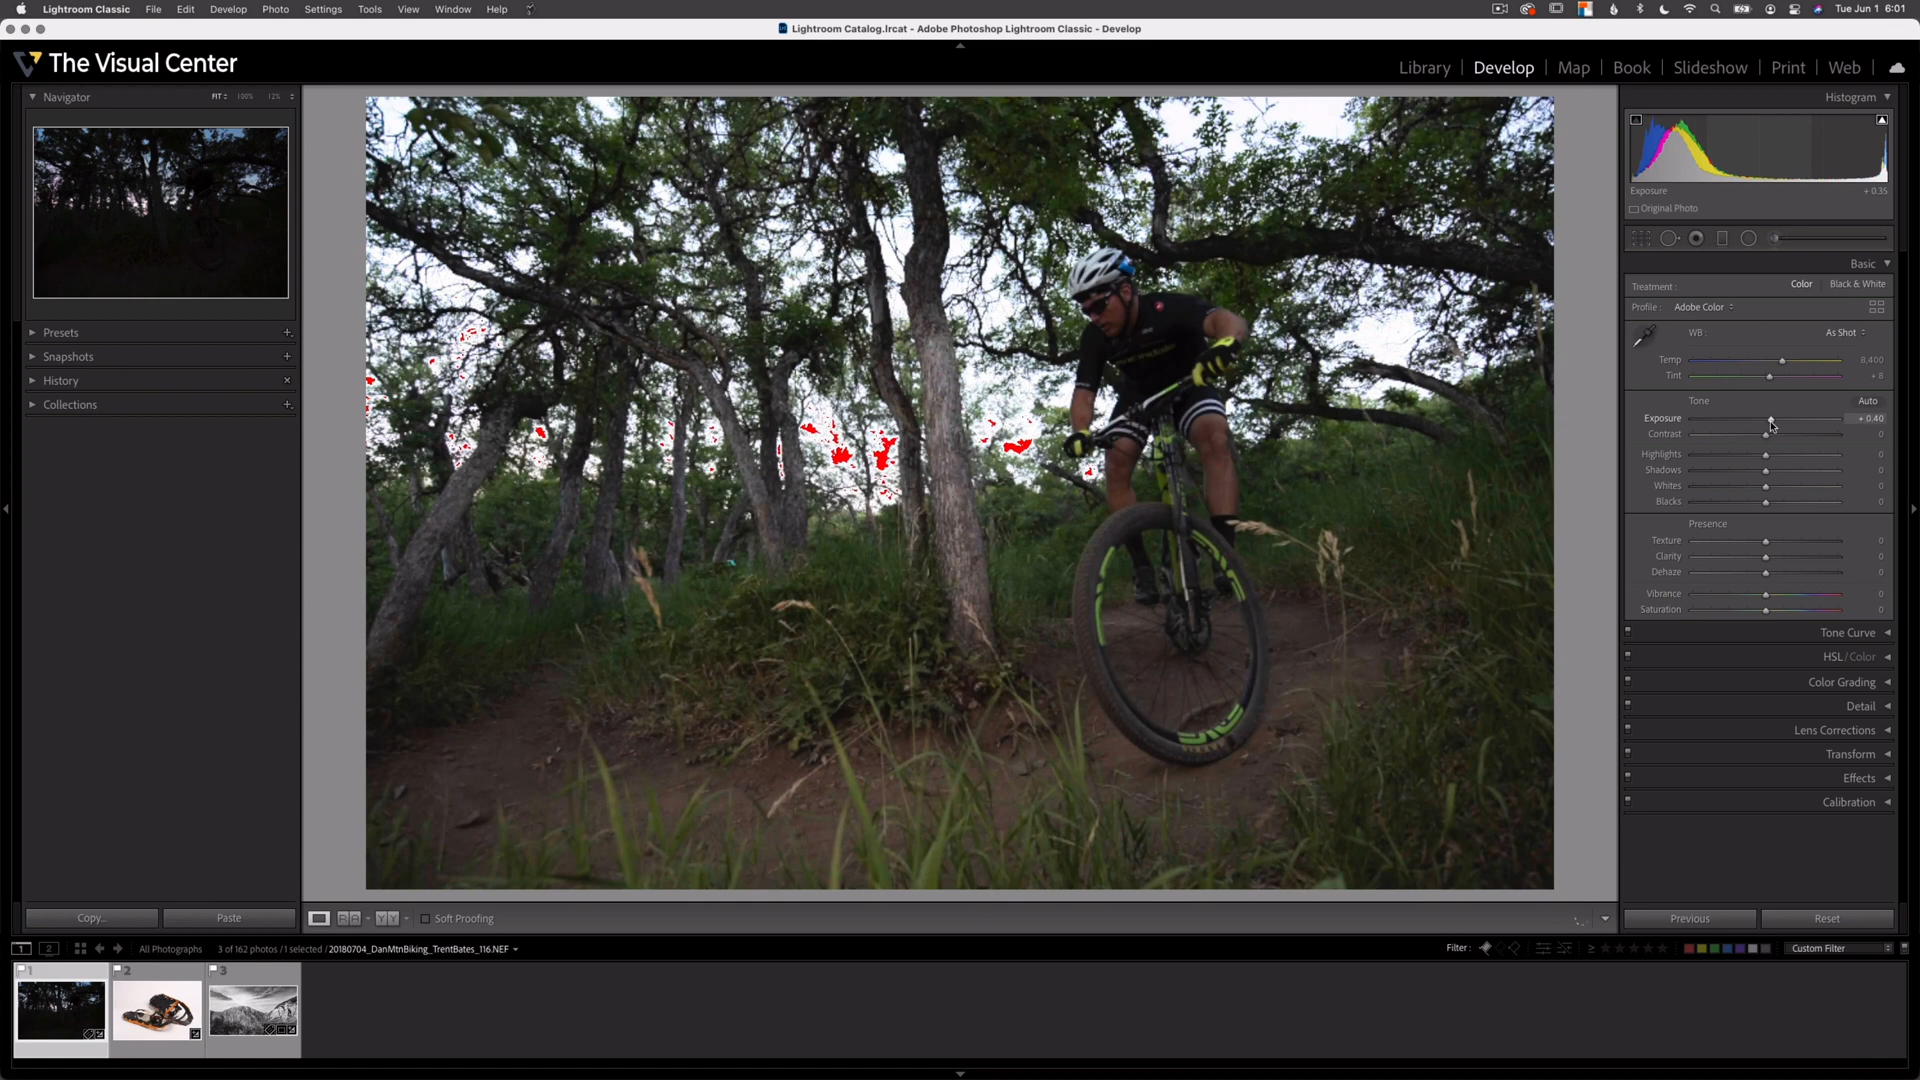 Lightroom Classic File Edit Develop Photo Settings Tools View Window Help Tue Jun 1 6:01
Lightroom Catalog.lrcat - Adobe Photoshop Lightroom Classic - Develop
The Visual Center
Library | Develop | Map | Book | Slideshow | Print | Web
Navigator FIT 100% 12%
Histogram
Exposure + 0.35
Original Photo
Basic
Treatment : Color Black & White
Profile : Adobe Color
WB : As Shot
Temp 8,400
Tint + 8
Tone Auto
Exposure + 0.40
Contrast 0
Highlights 0
Shadows 0
Whites 0
Blacks 0
Presence
Texture 0
Clarity 0
Dehaze 0
Vibrance 0
Saturation 0
Tone Curve
HSL / Color
Color Grading
Detail
Lens Corrections
Transform
Effects
Calibration
Presets
Snapshots
History
Collections
Copy... Paste
Soft Proofing
Previous Reset
1 2 All Photographs 3 of 162 photos / 1 selected / 20180704_DanMtnBiking_TrentBates_116.NEF
Filter : Custom Filter
1 2 3